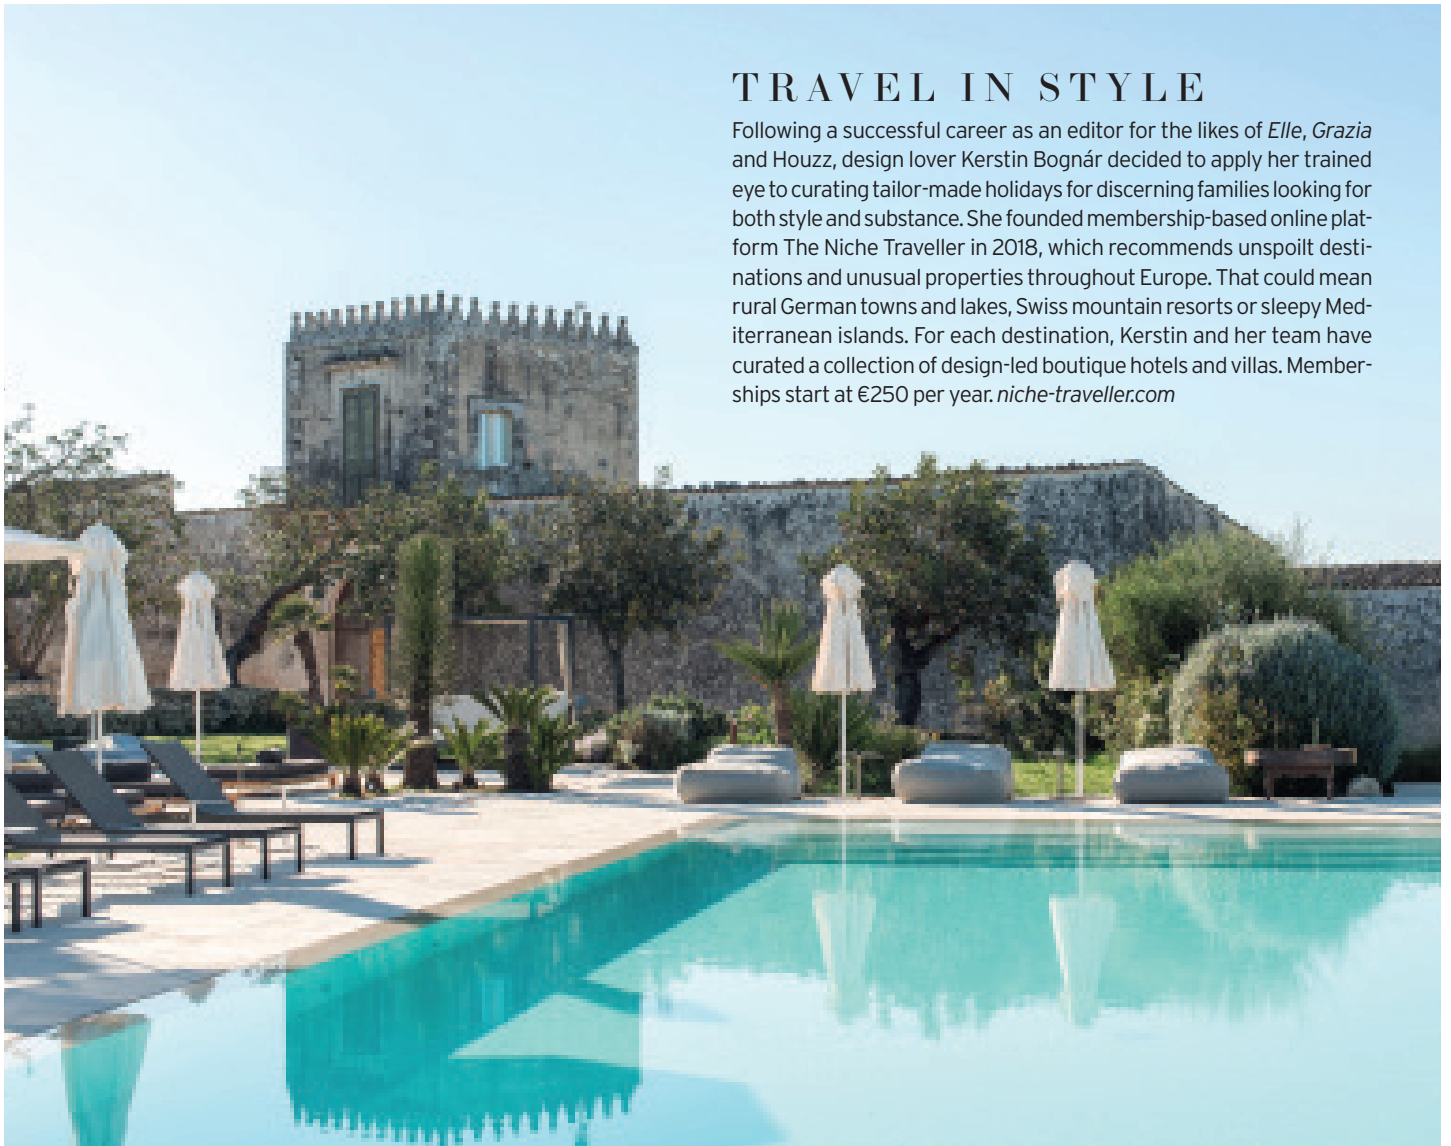 TRAVEL IN STYLE
Following a successful career as an editor for the likes of Elle, Grazia
and Houzz, design lover Kerstin Bognár decided to apply her trained
eye to curating tailor-made holidays for discerning families looking for
both style and substance. She founded membership-based online plat-
form The Niche Traveller in 2018, which recommends unspoilt desti-
nations and unusual properties throughout Europe. That could mean
rural German towns and lakes, Swiss mountain resorts or sleepy Med-
iterranean islands. For each destination, Kerstin and her team have
curated a collection of design-led boutique hotels and villas. Member-
ships start at €250 per year. niche-traveller.com